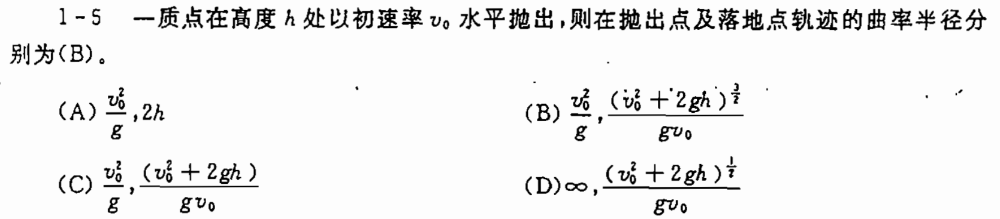 1-5 一质点在高度 h 处以初速率 v₀ 水平抛出,则在抛出点及落地点轨迹的曲率半径分
别为(B)。
(A) $\frac{v_0^2}{g}$, 2h (B) $\frac{v_0^2}{g}$, $\frac{(v_0^2+2gh)^{\frac{3}{2}}}{gv_0}$
(C) $\frac{v_0^2}{g}$, $\frac{(v_0^2+2gh)}{gv_0}$ (D) ∞, $\frac{(v_0^2+2gh)^{\frac{1}{2}}}{gv_0}$